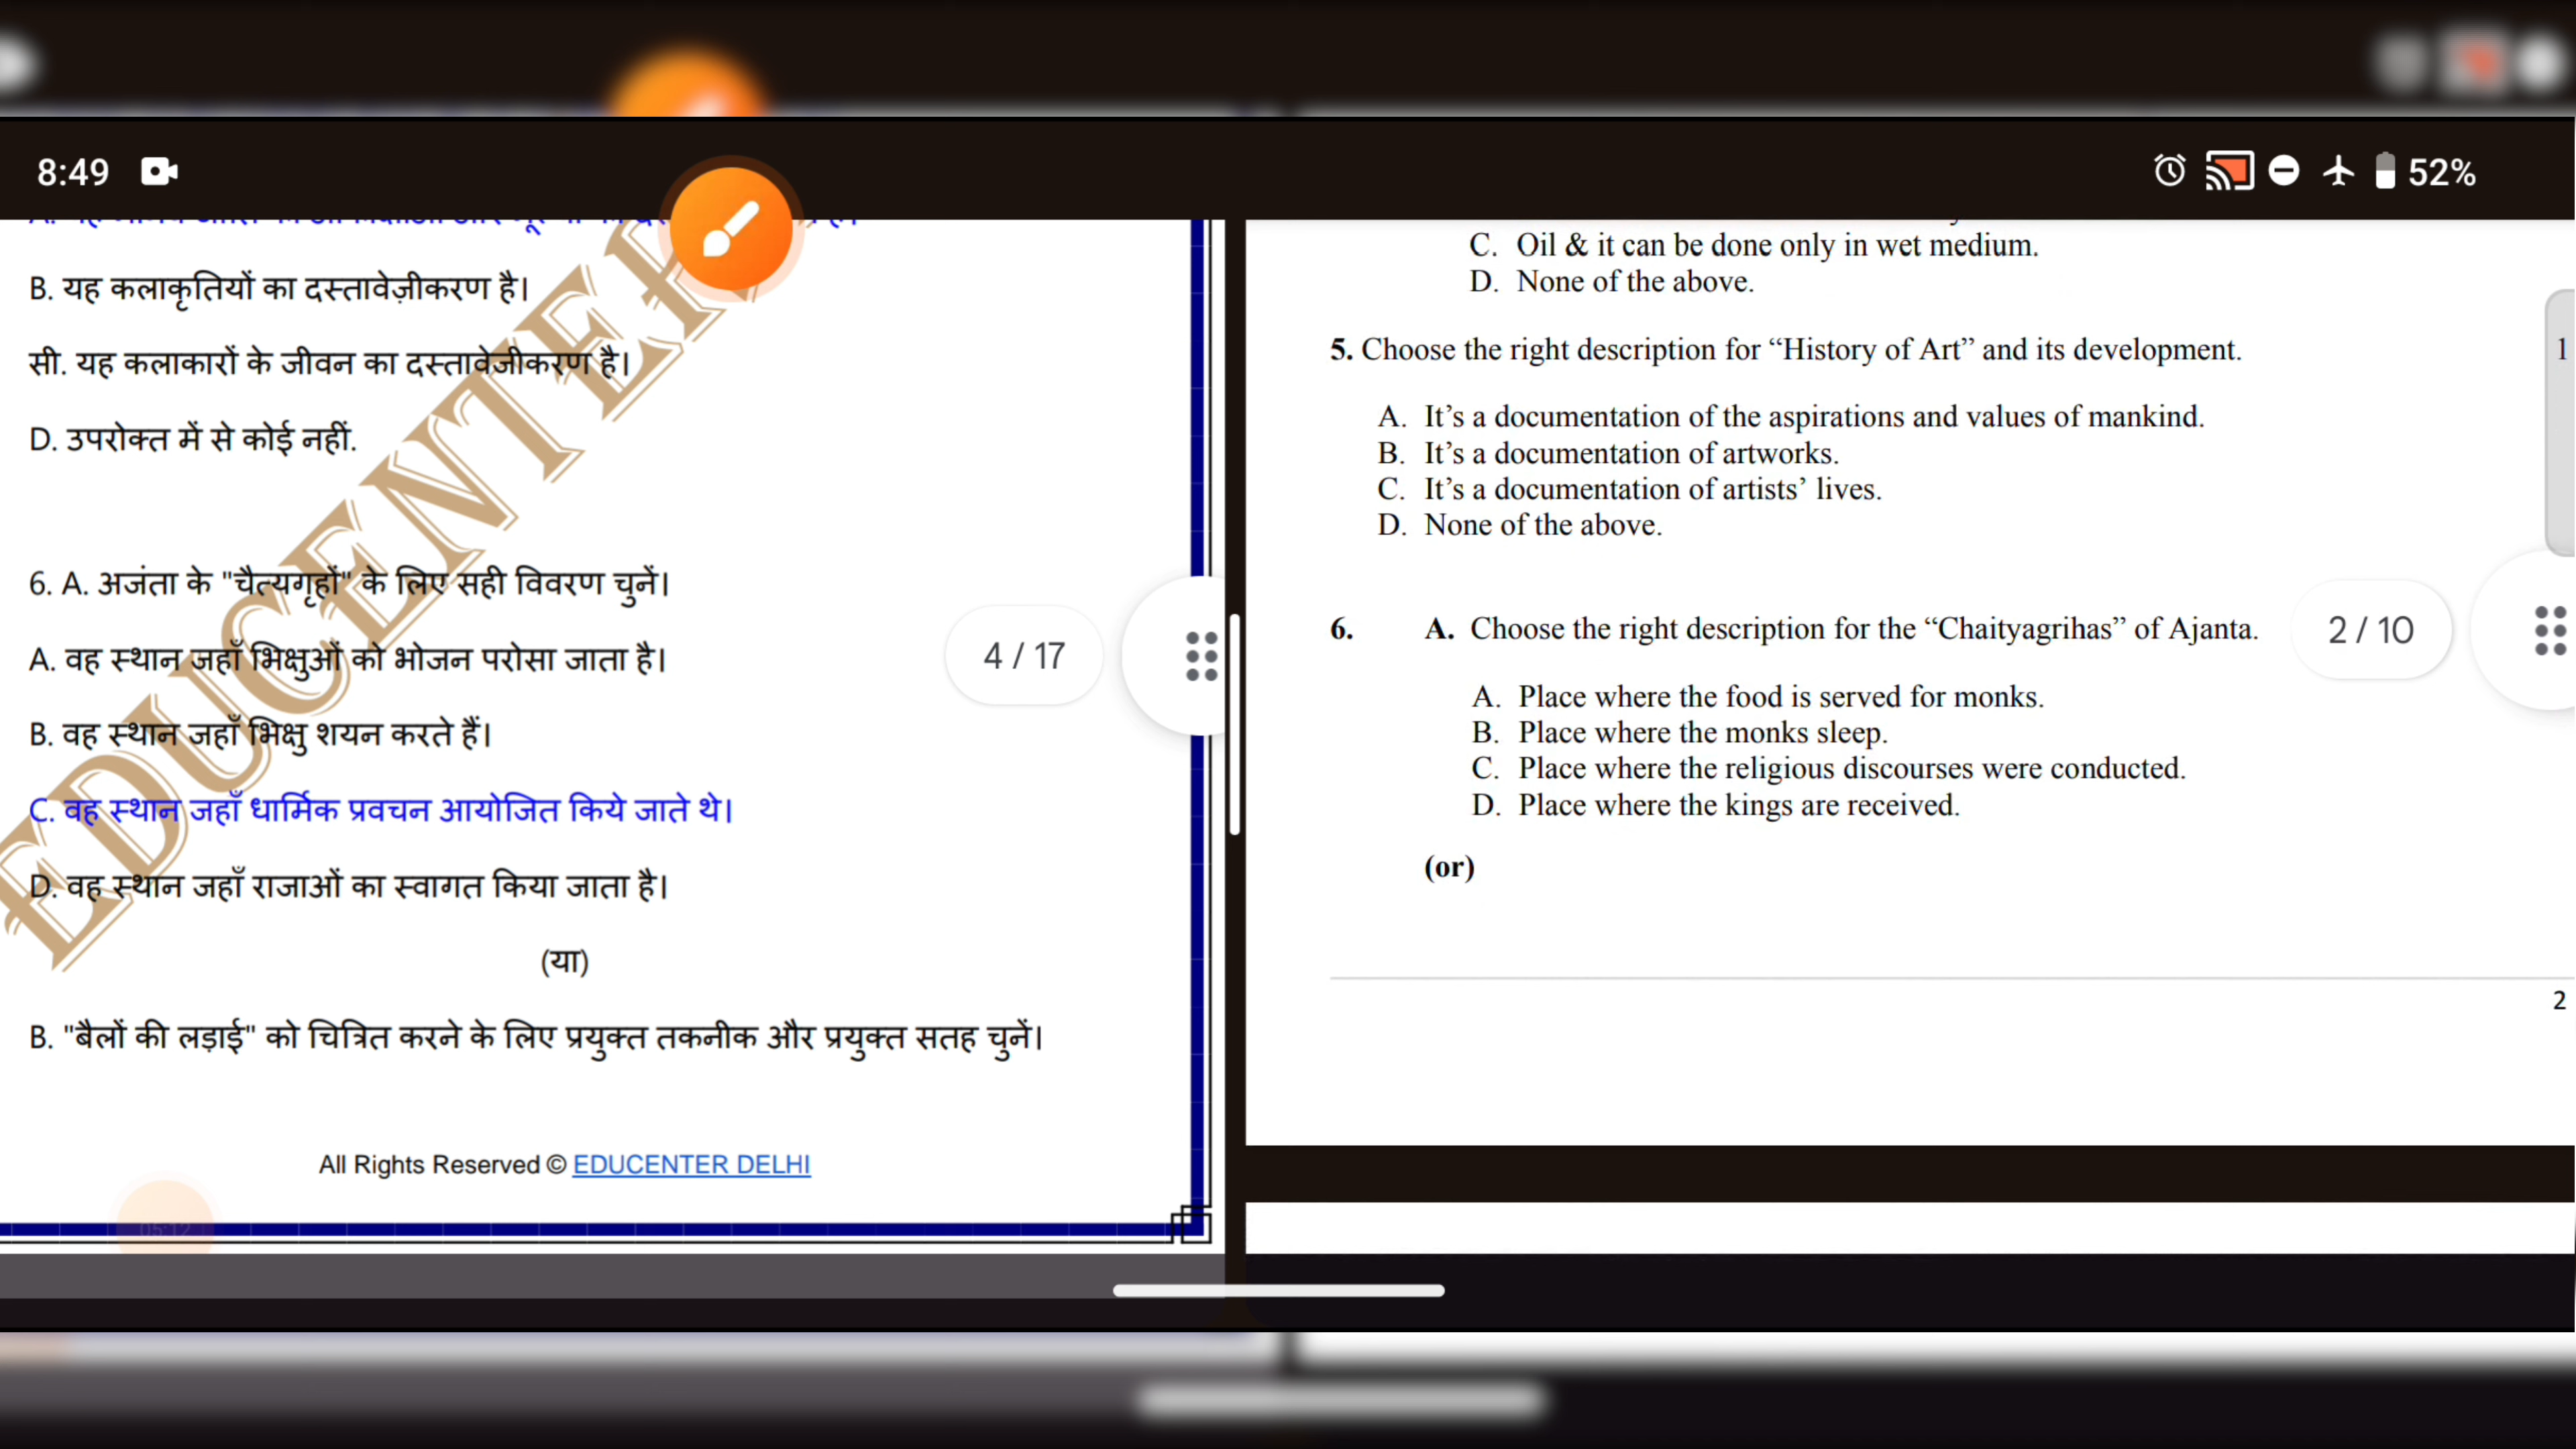 8:49
52%
B. यह कलाकृतियों का दस्तावेज़ीकरण है।
सी. यह कलाकारों के जीवन का दस्तावेजीकरण है।
D. उपरोक्त में से कोई नहीं.
6. A. अजंता के "चैत्यगृहों" के लिए सही विवरण चुनें।
A. वह स्थान जहाँ भिक्षुओं को भोजन परोसा जाता है।
B. वह स्थान जहाँ भिक्षु शयन करते हैं।
C. वह स्थान जहाँ धार्मिक प्रवचन आयोजित किये जाते थे।
D. वह स्थान जहाँ राजाओं का स्वागत किया जाता है।
(या)
B. "बैलों की लड़ाई" को चित्रित करने के लिए प्रयुक्त तकनीक और प्रयुक्त सतह चुनें।
All Rights Reserved © EDUCENTER DELHI
EDUCENTER
4 / 17
05:12
C. Oil & it can be done only in wet medium.
D. None of the above.
5. Choose the right description for “History of Art” and its development.
A. It’s a documentation of the aspirations and values of mankind.
B. It’s a documentation of artworks.
C. It’s a documentation of artists’ lives.
D. None of the above.
6. A. Choose the right description for the “Chaityagrihas” of Ajanta.
A. Place where the food is served for monks.
B. Place where the monks sleep.
C. Place where the religious discourses were conducted.
D. Place where the kings are received.
(or)
2
1
2 / 10